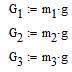 G₁ := m₁·g
G₂ := m₂·g
G₃ := m₃·g